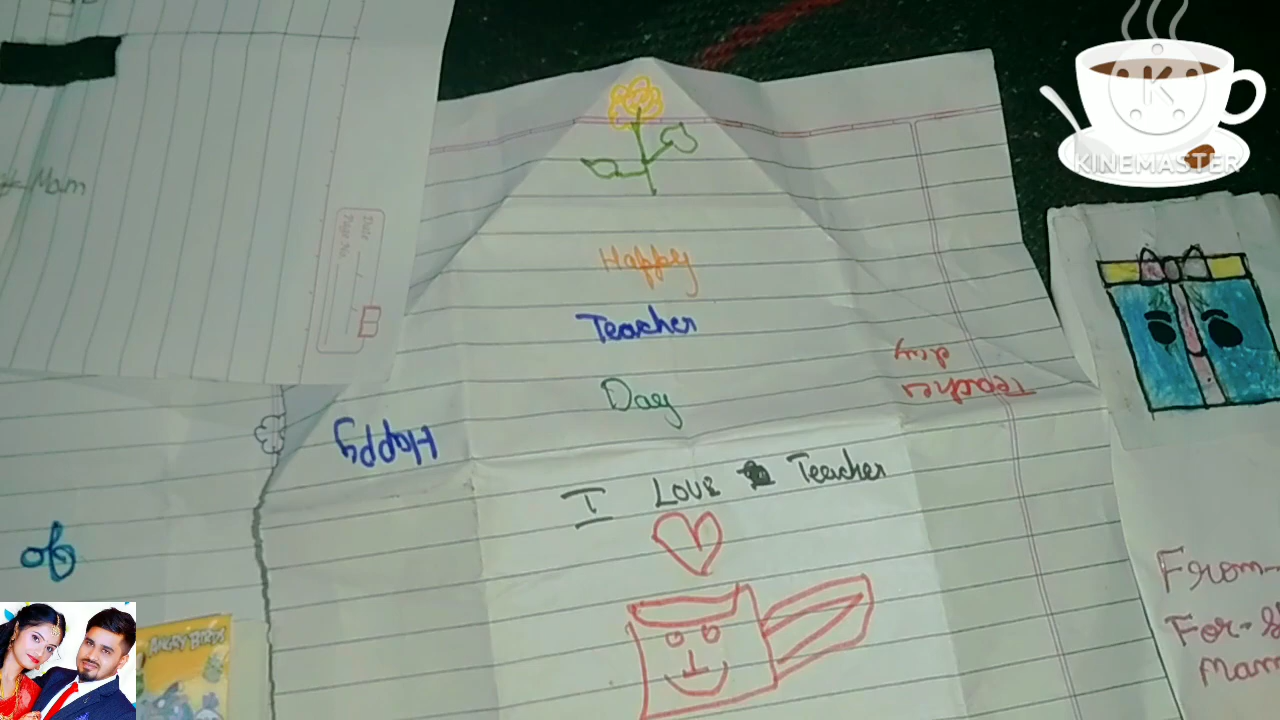 Mam
Date
Page No.
KINEMASTER
Happy
Teacher
Day
Teacher
day
Happy
I Love Teacher
ANGRY BIRDS
From-
For-
Mam